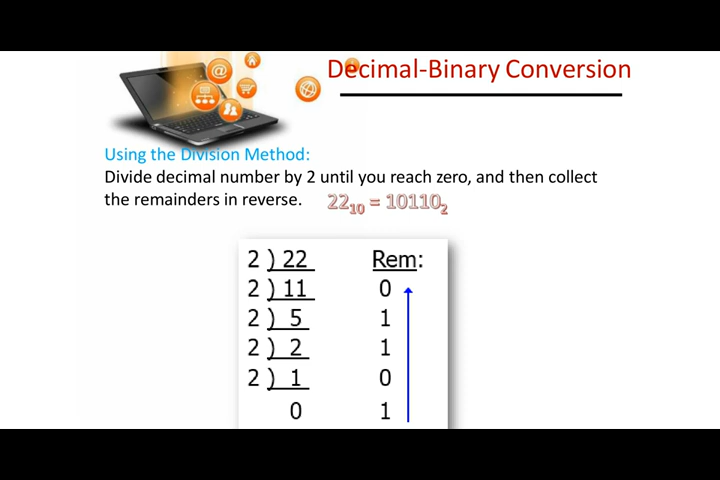 Decimal-Binary Conversion
Using the Division Method:
Divide decimal number by 2 until you reach zero, and then collect
the remainders in reverse. 22₁₀ = 10110₂
2 ) 22 Rem:
2 ) 11 0
2 ) 5 1
2 ) 2 1
2 ) 1 0
0 1